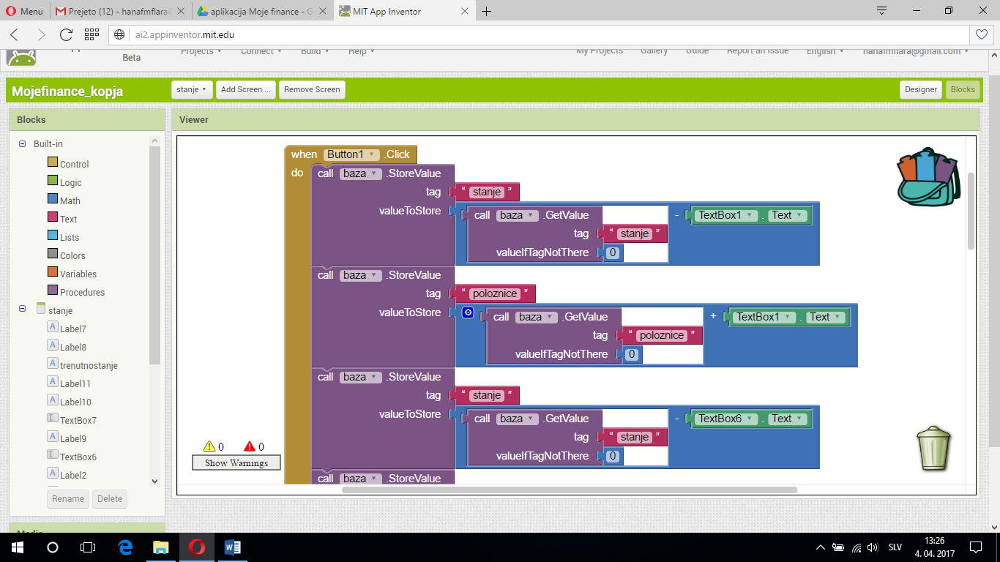 Menu
Prejeto (12) - hanafmflara@
aplikacija Moje finance - G
MIT App Inventor
ai2.appinventor.mit.edu
Beta
Projects
Connect
Build
Help
My Projects
Gallery
Guide
Report an Issue
English
hanafmflara@gmail.com
Mojefinance_kopja
stanje
Add Screen ...
Remove Screen
Designer
Blocks
Blocks
Viewer
Built-in
Control
Logic
Math
Text
Lists
Colors
Variables
Procedures
stanje
Label7
Label8
trenutnostanje
Label11
Label10
TextBox7
Label9
TextBox6
Label2
Rename
Delete
when Button1 .Click
do call baza .StoreValue
tag " stanje "
valueToStore call baza .GetValue - TextBox1 . Text
tag " stanje "
valueIfTagNotThere 0
call baza .StoreValue
tag " poloznice "
valueToStore call baza .GetValue + TextBox1 . Text
tag " poloznice "
valueIfTagNotThere 0
call baza .StoreValue
tag " stanje "
valueToStore call baza .GetValue - TextBox6 . Text
tag " stanje "
valueIfTagNotThere 0
call baza .StoreValue
0 0
Show Warnings
SLV
13:26
4. 04. 2017